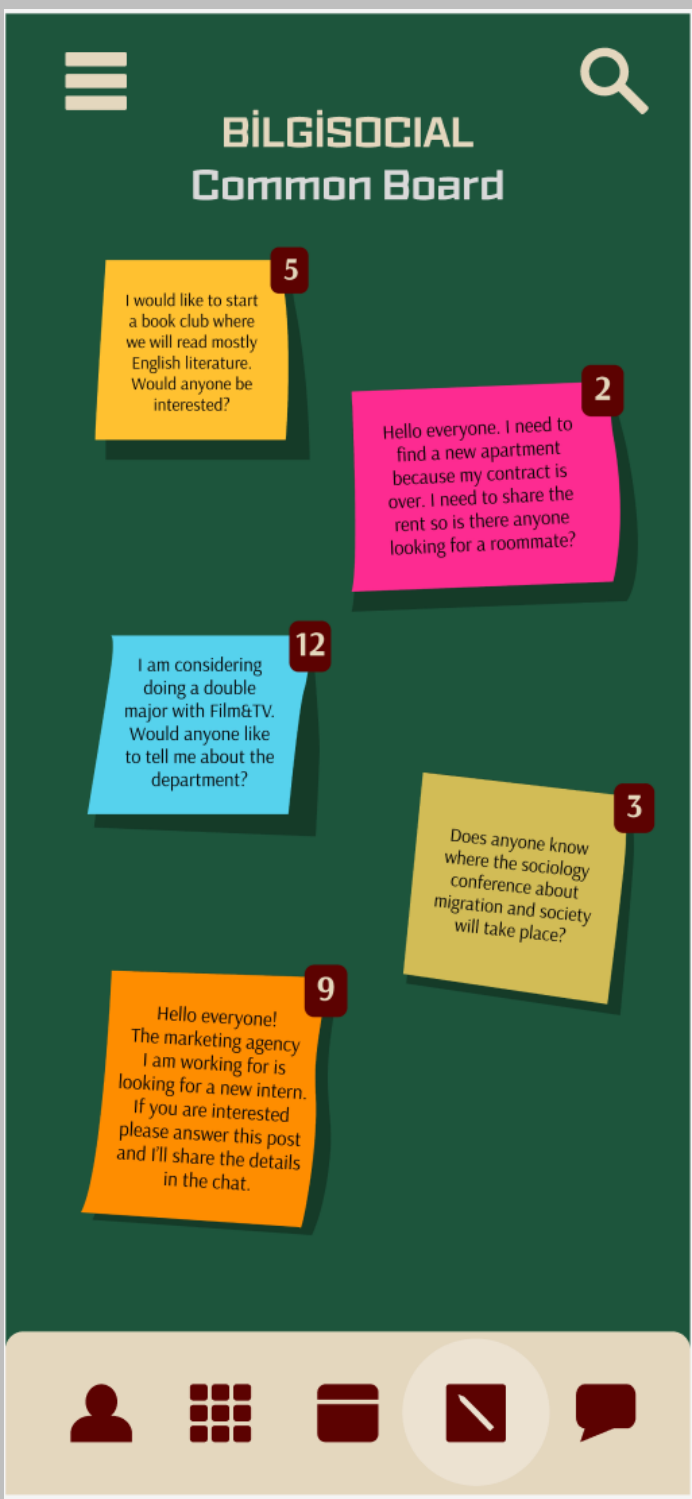 BİLGİSOCIAL
Common Board
5
I would like to start
a book club where
we will read mostly
English literature.
Would anyone be
interested?
2
Hello everyone. I need to
find a new apartment
because my contract is
over. I need to share the
rent so is there anyone
looking for a roommate?
12
I am considering
doing a double
major with Film&TV.
Would anyone like
to tell me about the
department?
3
Does anyone know
where the sociology
conference about
migration and society
will take place?
9
Hello everyone!
The marketing agency
I am working for is
looking for a new intern.
If you are interested
please answer this post
and I'll share the details
in the chat.